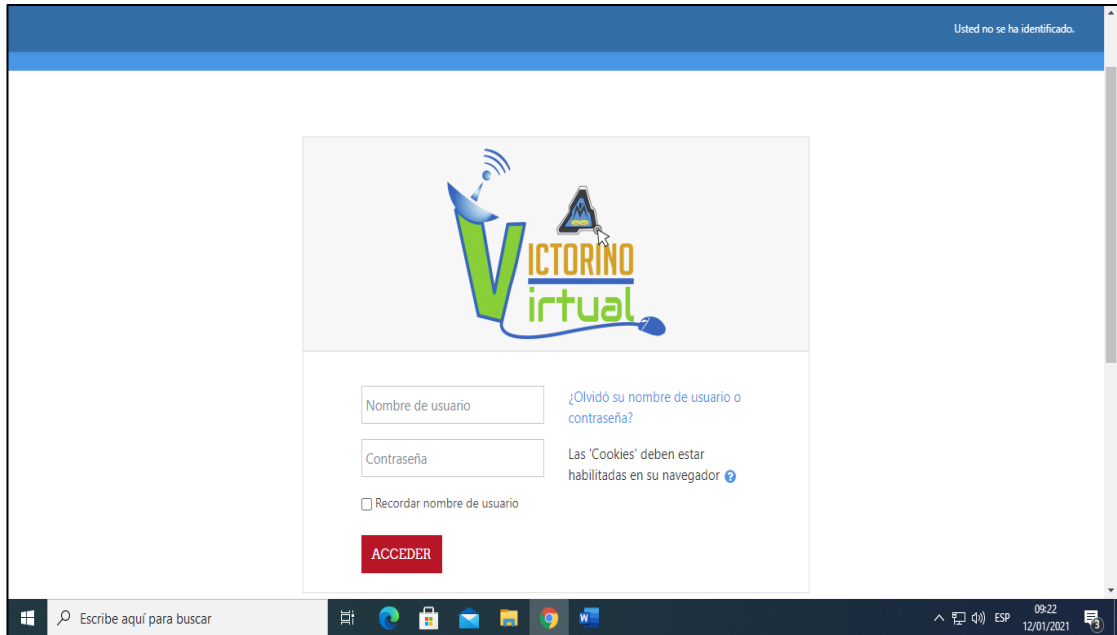 Usted no se ha identificado.
VICTORINO
Virtual
Nombre de usuario
¿Olvidó su nombre de usuario o
contraseña?
Contraseña
Las 'Cookies' deben estar
habilitadas en su navegador ?
Recordar nombre de usuario
ACCEDER
Escribe aquí para buscar
W
ESP
09:22
12/01/2021
3